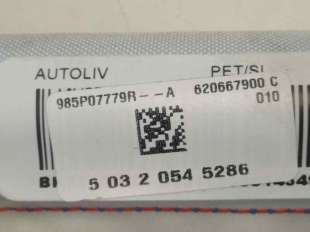 AUTOLIV PET/SI
985P07779R--A 620667900 C
010
5 03 2 054 5286